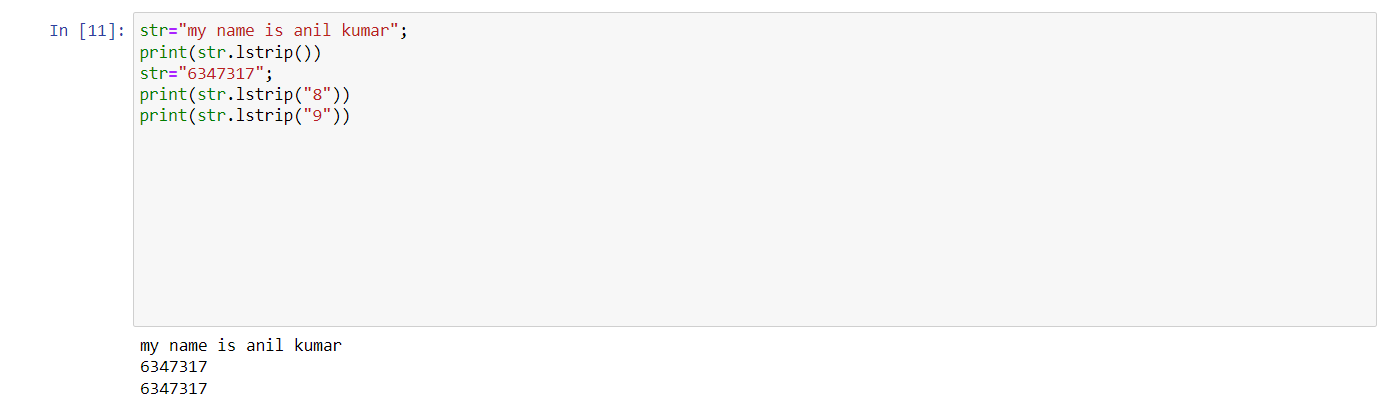 In [11]: str="my name is anil kumar";
print(str.lstrip())
str="6347317";
print(str.lstrip("8"))
print(str.lstrip("9"))
my name is anil kumar
6347317
6347317